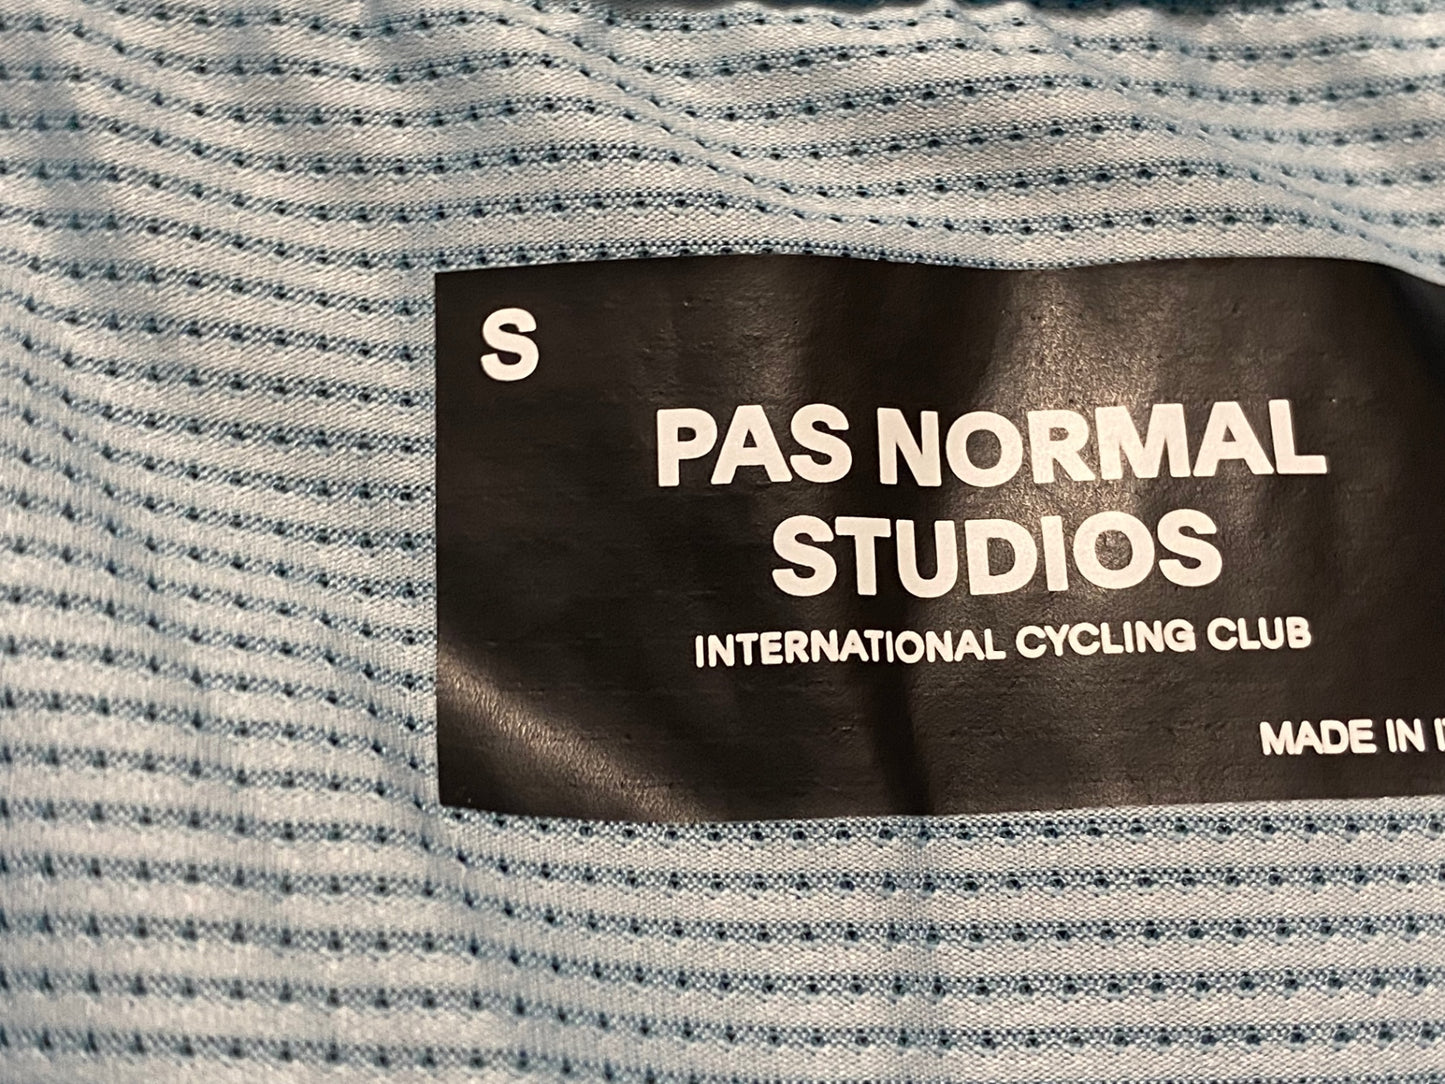 S
PAS NORMAL
STUDIOS
INTERNATIONAL CYCLING CLUB
MADE IN